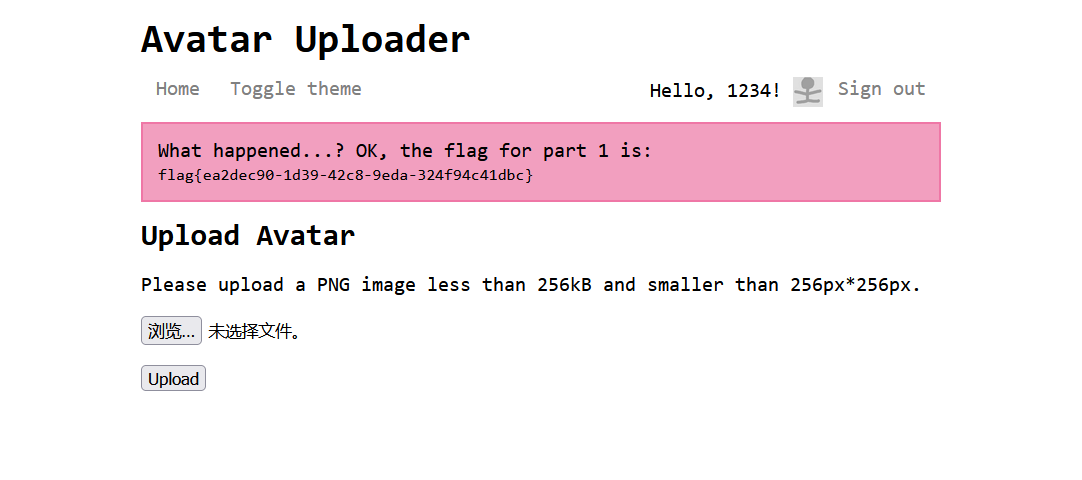 Avatar Uploader
Home Toggle theme Hello, 1234! Sign out
What happened...? OK, the flag for part 1 is:
flag{ea2dec90-1d39-42c8-9eda-324f94c41dbc}
Upload Avatar
Please upload a PNG image less than 256kB and smaller than 256px*256px.
浏览... 未选择文件。
Upload